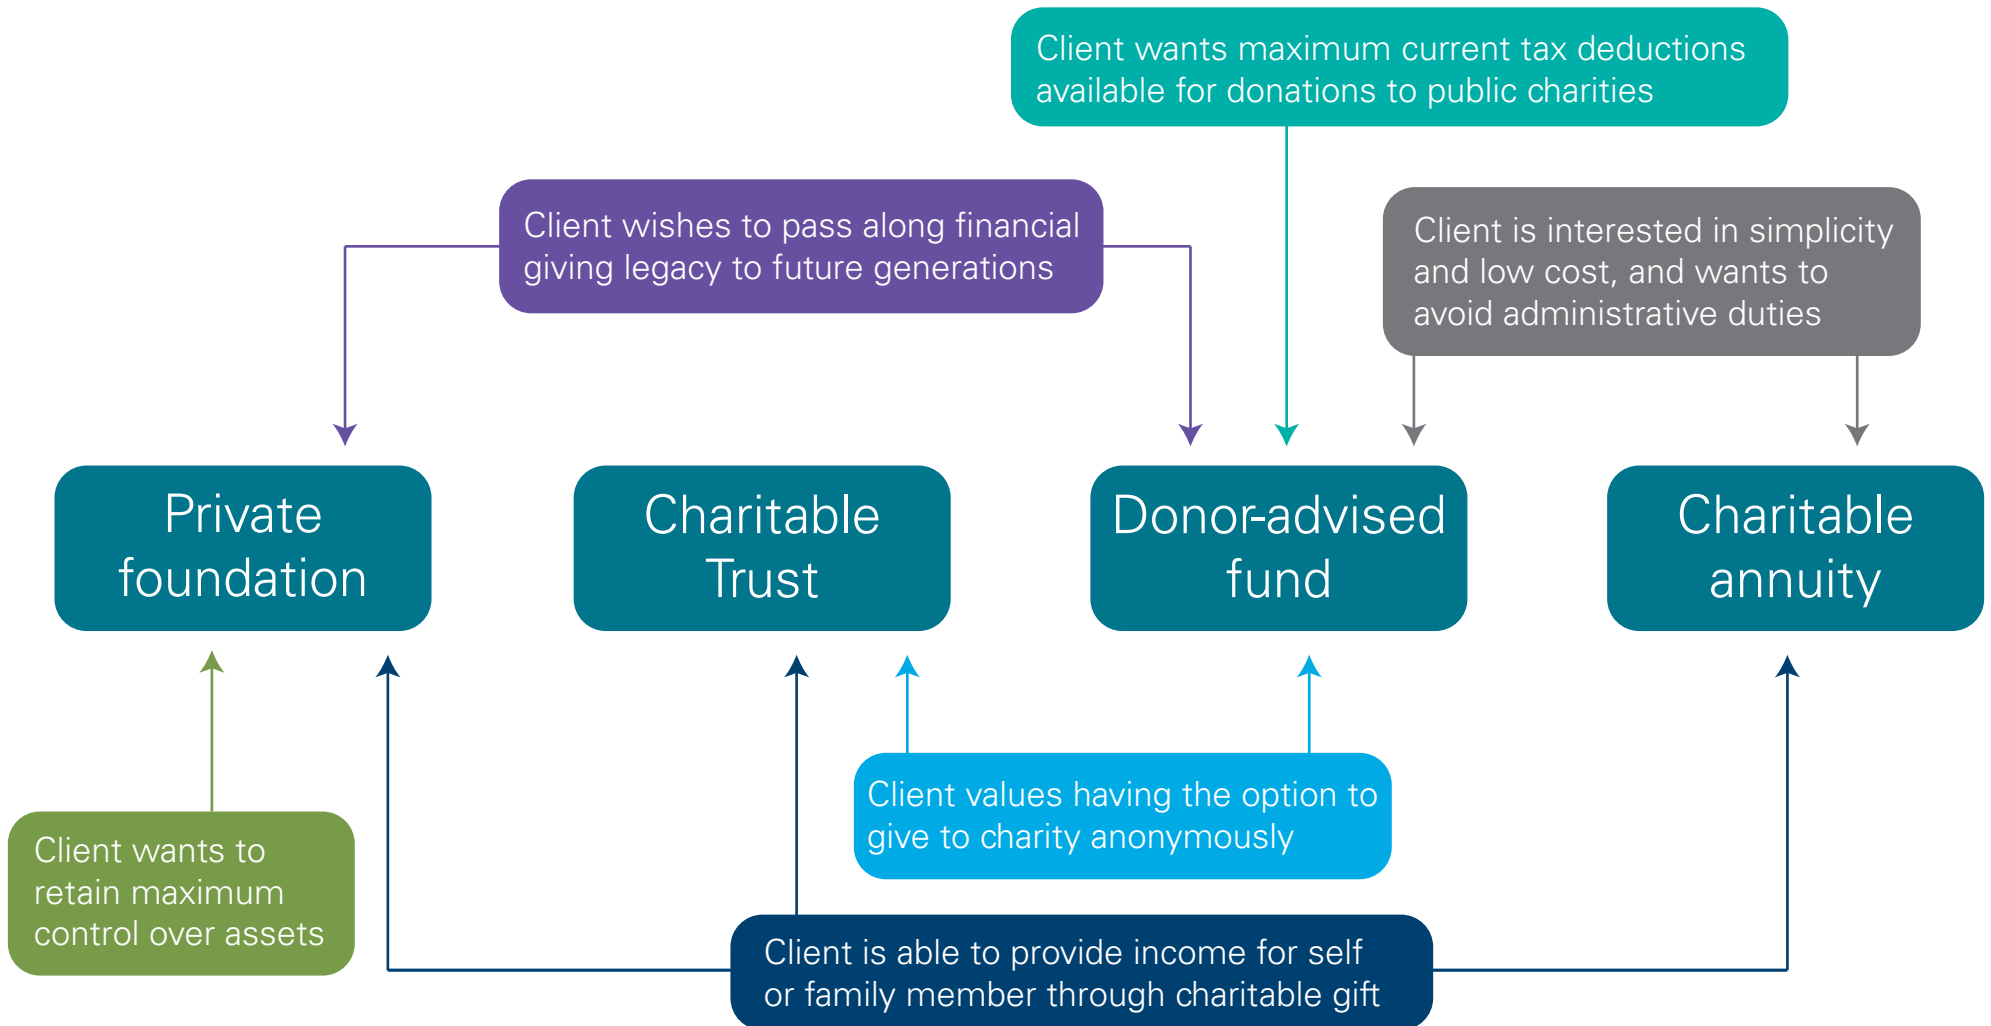 Client wants maximum current tax deductions
available for donations to public charities
Client wishes to pass along financial
giving legacy to future generations
Client is interested in simplicity
and low cost, and wants to
avoid administrative duties
Private
foundation
Charitable
Trust
Donor-advised
fund
Charitable
annuity
Client values having the option to
give to charity anonymously
Client wants to
retain maximum
control over assets
Client is able to provide income for self
or family member through charitable gift